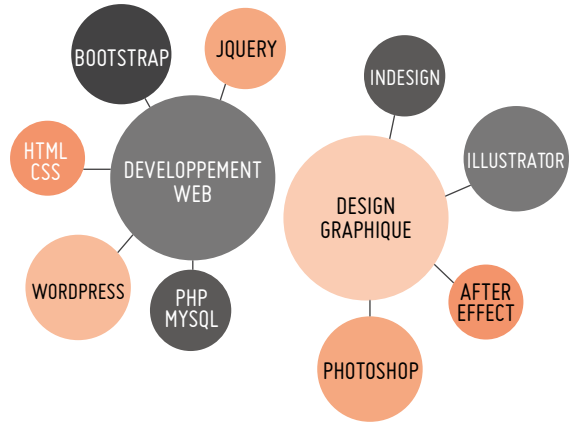 BOOTSTRAP
JQUERY
HTML
CSS
DEVELOPPEMENT
WEB
WORDPRESS
PHP
MYSQL
INDESIGN
ILLUSTRATOR
DESIGN
GRAPHIQUE
AFTER
EFFECT
PHOTOSHOP